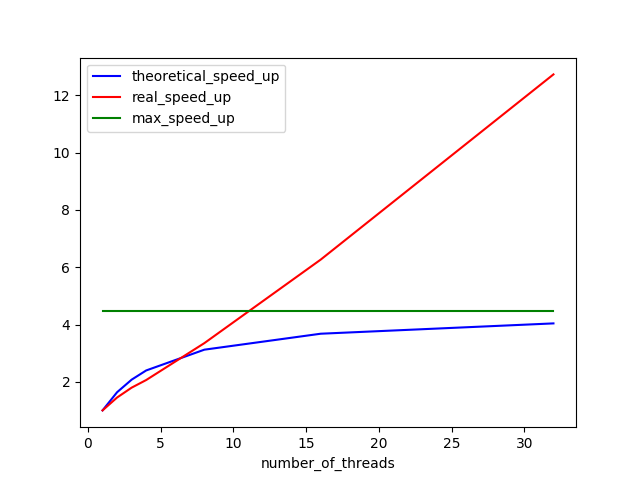 theoretical_speed_up
real_speed_up
max_speed_up
12
10
8
6
4
2
0 5 10 15 20 25 30
number_of_threads